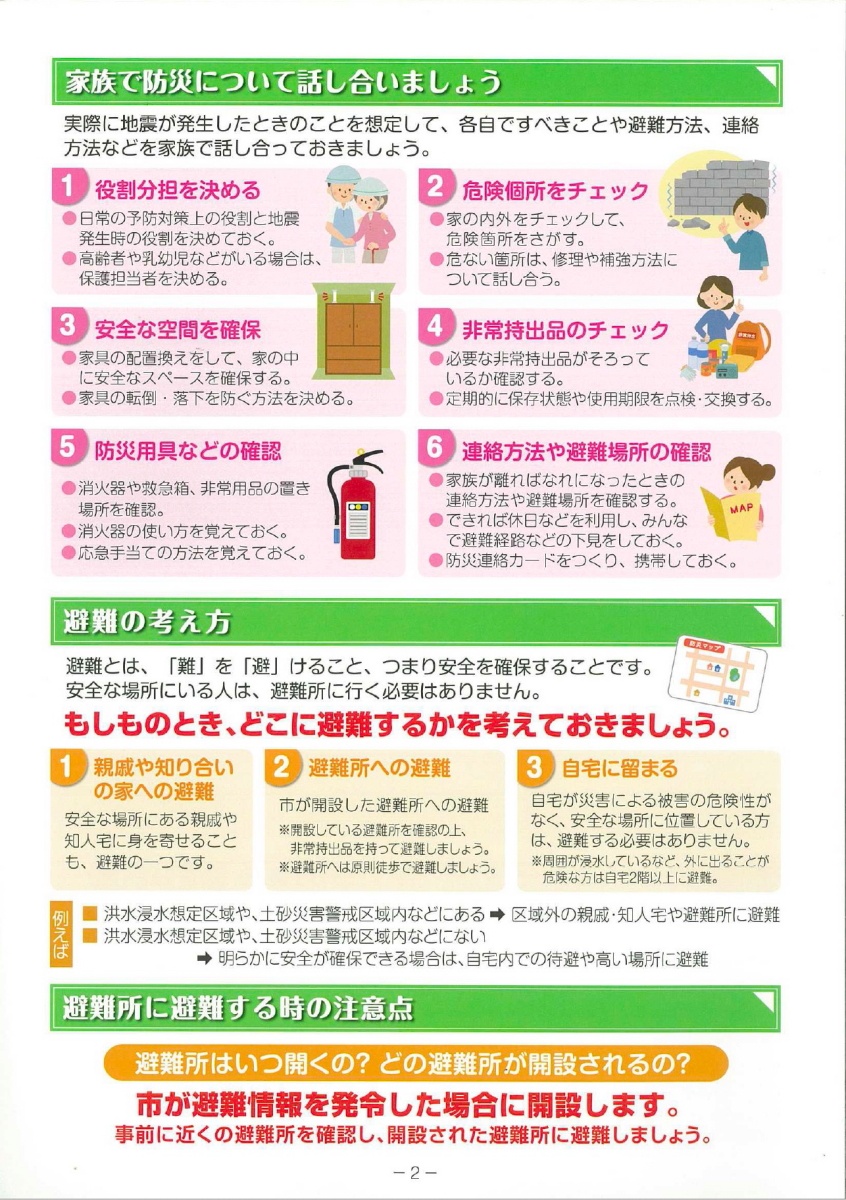 家族で防災について話し合いましょう
実際に地震が発生したときのことを想定して、各自ですべきことや避難方法、連絡
方法などを家族で話し合っておきましょう。
1 役割分担を決める
●日常の予防対策上の役割と地震
発生時の役割を決めておく。
●高齢者や乳幼児などがいる場合は、
保護担当者を決める。
2 危険個所をチェック
●家の内外をチェックして、
危険箇所をさがす。
●危ない箇所は、修理や補強方法に
ついて話し合う。
3 安全な空間を確保
●家具の配置換えをして、家の中
に安全なスペースを確保する。
●家具の転倒・落下を防ぐ方法を決める。
4 非常持出品のチェック
●必要な非常持出品がそろって
いるか確認する。
●定期的に保存状態や使用期限を点検・交換する。
5 防災用具などの確認
●消火器や救急箱、非常用品の置き
場所を確認。
●消火器の使い方を覚えておく。
●応急手当ての方法を覚えておく。
6 連絡方法や避難場所の確認
●家族が離ればなれになったときの
連絡方法や避難場所を確認する。
●できれば休日などを利用し、みんな
で避難経路などの下見をしておく。
●防災連絡カードをつくり、携帯しておく。
MAP
避難の考え方
防災マップ
避難とは、「難」を「避」けること、つまり安全を確保することです。
安全な場所にいる人は、避難所に行く必要はありません。
もしものとき、どこに避難するかを考えておきましょう。
1 親戚や知り合い
の家への避難
安全な場所にある親戚や
知人宅に身を寄せること
も、避難の一つです。
2 避難所への避難
市が開設した避難所への避難
※開設している避難所を確認の上、
非常持出品を持って避難しましょう。
※避難所へは原則徒歩で避難しましょう。
3 自宅に留まる
自宅が災害による被害の危険性が
なく、安全な場所に位置している方
は、避難する必要はありません。
※周囲が浸水しているなど、外に出ることが
危険な方は自宅2階以上に避難。
例えば
■ 洪水浸水想定区域や、土砂災害警戒区域内などにある ➡ 区域外の親戚・知人宅や避難所に避難
■ 洪水浸水想定区域や、土砂災害警戒区域内などにない
➡ 明らかに安全が確保できる場合は、自宅内での待避や高い場所に避難
避難所に避難する時の注意点
避難所はいつ開くの？ どの避難所が開設されるの？
市が避難情報を発令した場合に開設します。
事前に近くの避難所を確認し、開設された避難所に避難しましょう。
－2－